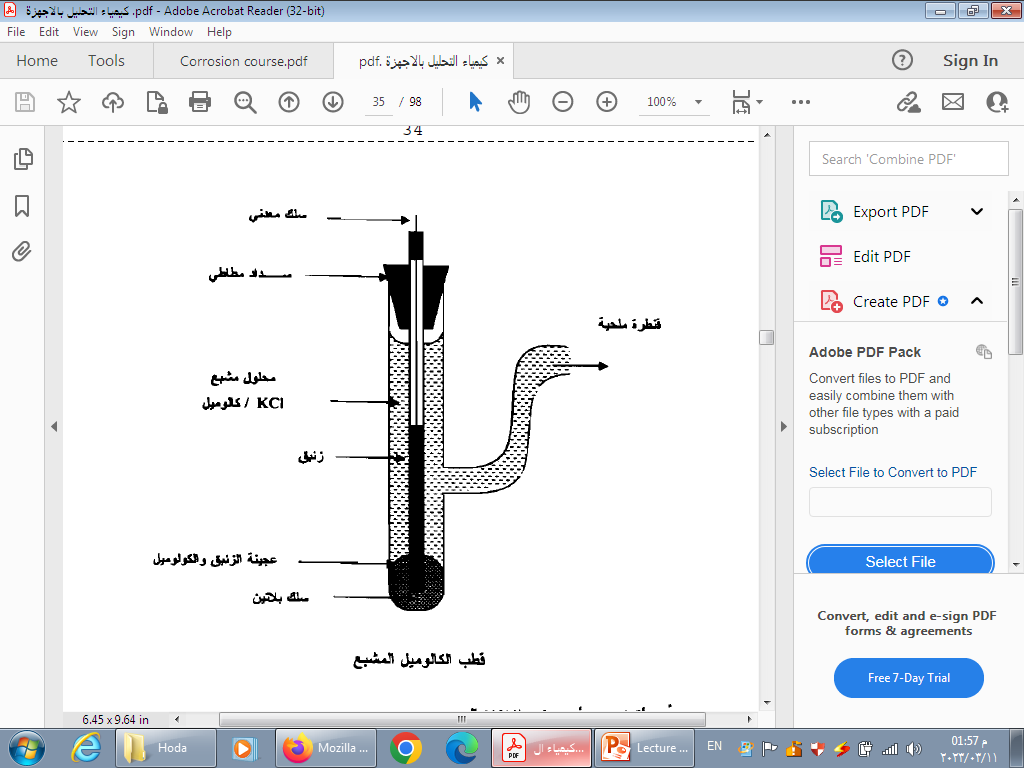 كيمياء التحليل بالاجهزة .pdf - Adobe Acrobat Reader (32-bit)
File Edit View Sign Window Help
Home Tools Corrosion course.pdf كيمياء التحليل بالاجهزة .pdf × Sign In
35 / 98 100%
34
سلك معدني
سداد مطاطي
قنطرة ملحية
محلول مشبع
KCl / كالوميل
زئبق
عجينة الزئبق والكولوميل
سلك بلاتين
قطب الكالوميل المشبع
6.45 x 9.64 in
Search 'Combine PDF'
Export PDF
Edit PDF
Create PDF
Adobe PDF Pack
Convert files to PDF and
easily combine them with
other file types with a paid
subscription
Select File to Convert to PDF
Select File
Convert, edit and e-sign PDF
forms & agreements
Free 7-Day Trial
Hoda Mozilla ... كيمياء ال... Lecture ... EN 01:57 م
٢٠٢٣/٠٣/١١